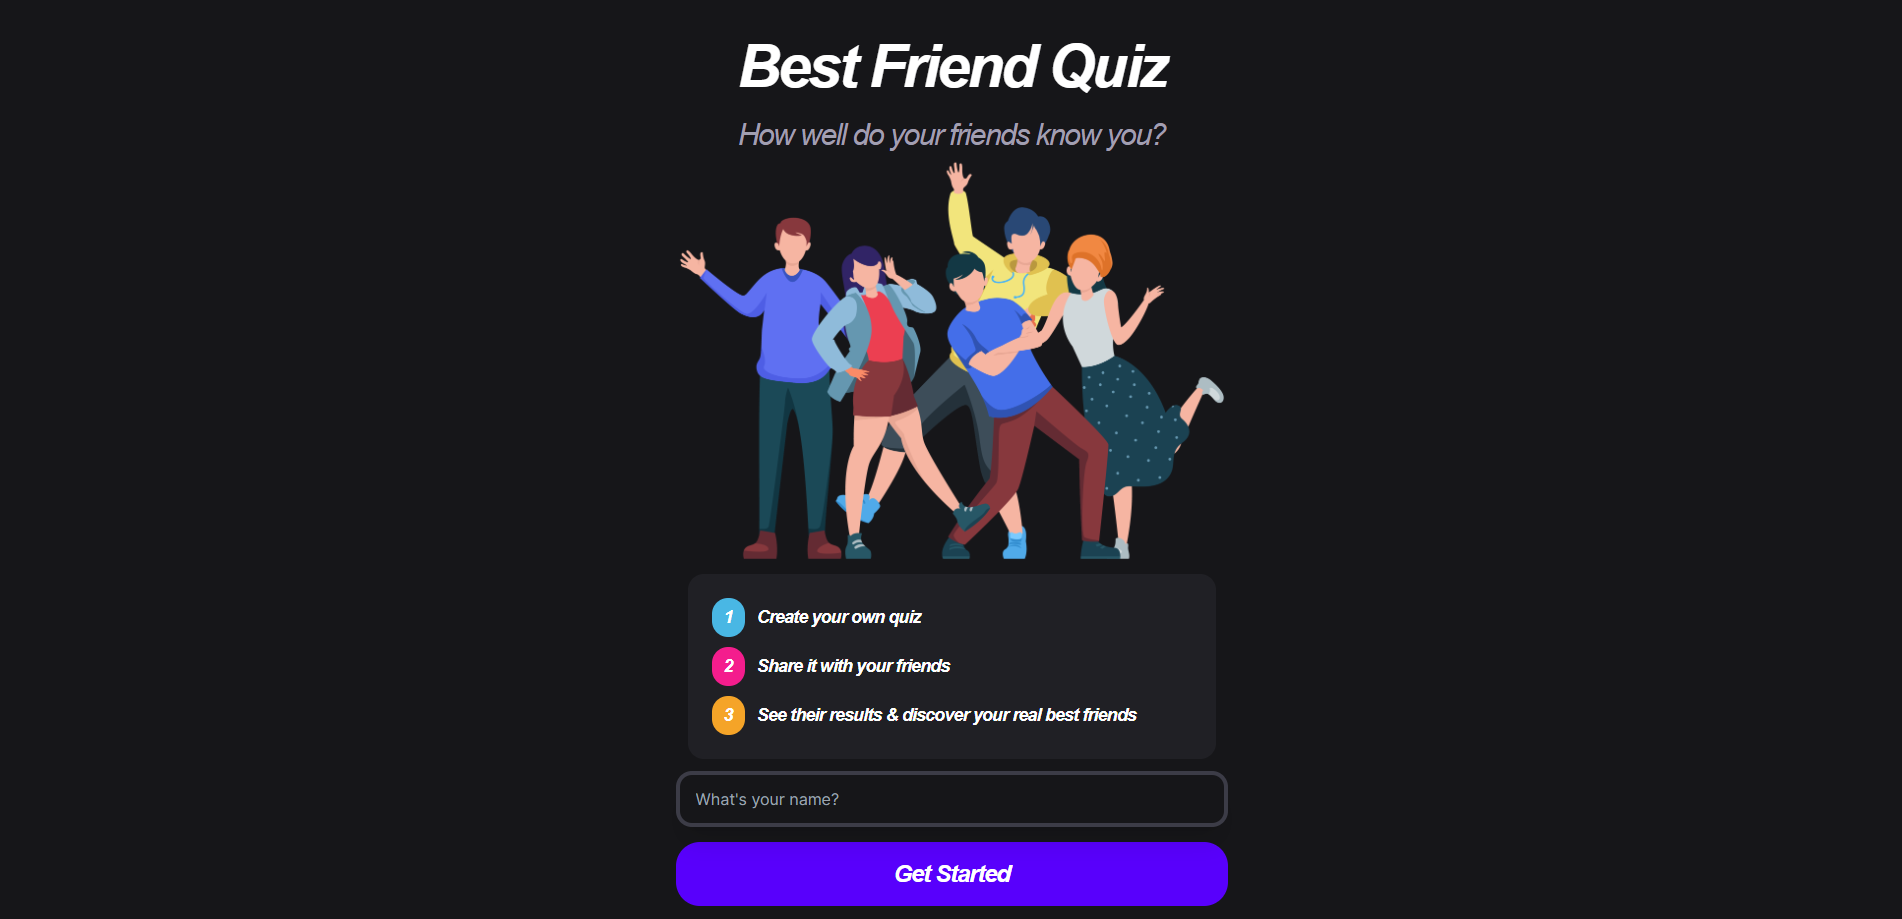 Best Friend Quiz
How well do your friends know you?
1 Create your own quiz
2 Share it with your friends
3 See their results & discover your real best friends
What's your name?
Get Started